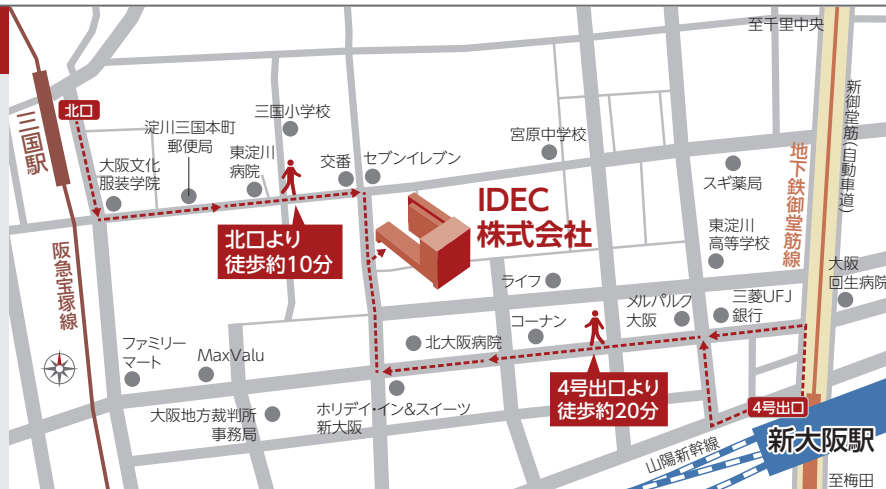 至千里中央
北口
三国駅
淀川三国本町
郵便局
三国小学校
大阪文化
服装学院
東淀川
病院
交番
セブンイレブン
宮原中学校
スギ薬局
新御堂筋(自動車道)
地下鉄御堂筋線
IDEC
株式会社
北口より
徒歩約10分
東淀川
高等学校
大阪
回生病院
阪急宝塚線
ライフ
メルパルク
大阪
三菱UFJ
銀行
コーナン
北大阪病院
ファミリー
マート
MaxValu
4号出口より
徒歩約20分
大阪地方裁判所
事務局
ホリデイ・イン&スイーツ
新大阪
4号出口
新大阪駅
山陽新幹線
至梅田